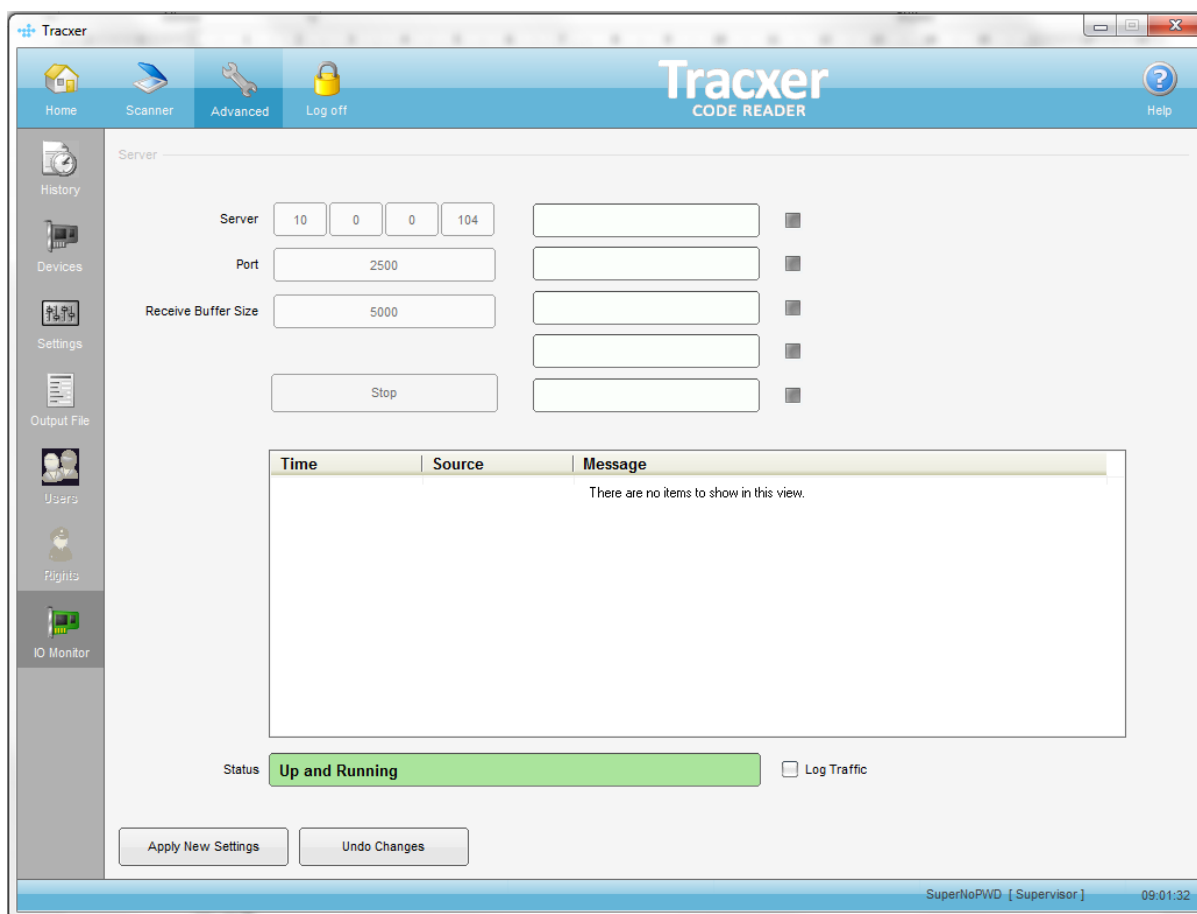 Tracxer
Home
Scanner
Advanced
Log off
Tracxer
CODE READER
Help
History
Devices
Settings
Output File
Users
Rights
IO Monitor
Server
Server 10 0 0 104
Port 2500
Receive Buffer Size 5000
Stop
Time Source Message
There are no items to show in this view.
Status Up and Running Log Traffic
Apply New Settings Undo Changes
SuperNoPWD [ Supervisor ] 09:01:32